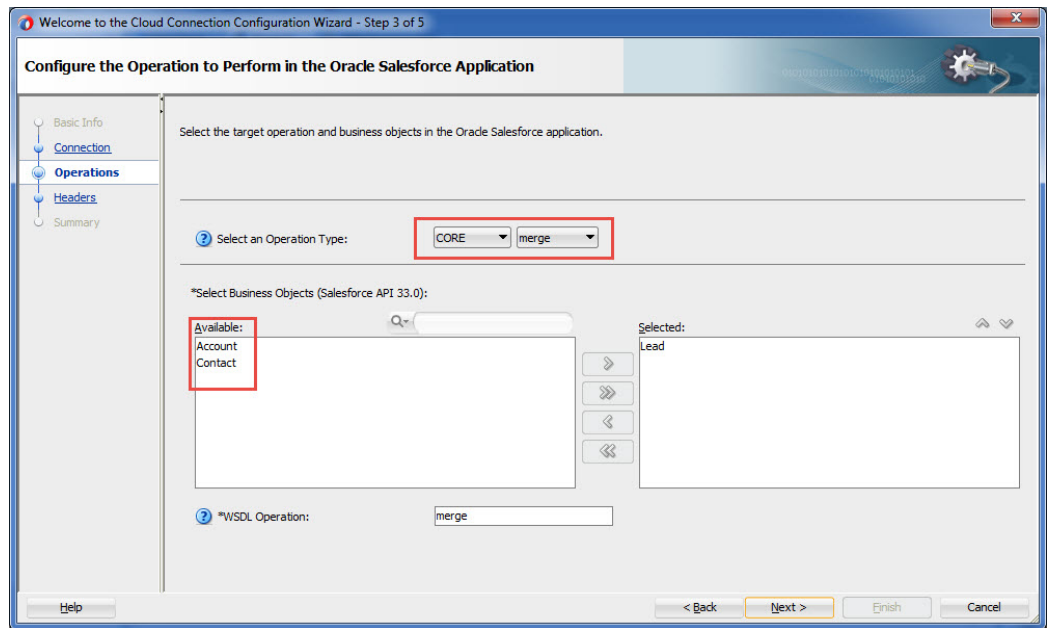 Welcome to the Cloud Connection Configuration Wizard - Step 3 of 5
x
Configure the Operation to Perform in the Oracle Salesforce Application
Basic Info
Connection
Operations
Headers
Summary
Select the target operation and business objects in the Oracle Salesforce application.
? Select an Operation Type: CORE merge
*Select Business Objects (Salesforce API 33.0):
Available: Selected:
Account Lead
Contact
? *WSDL Operation: merge
Help < Back Next > Finish Cancel